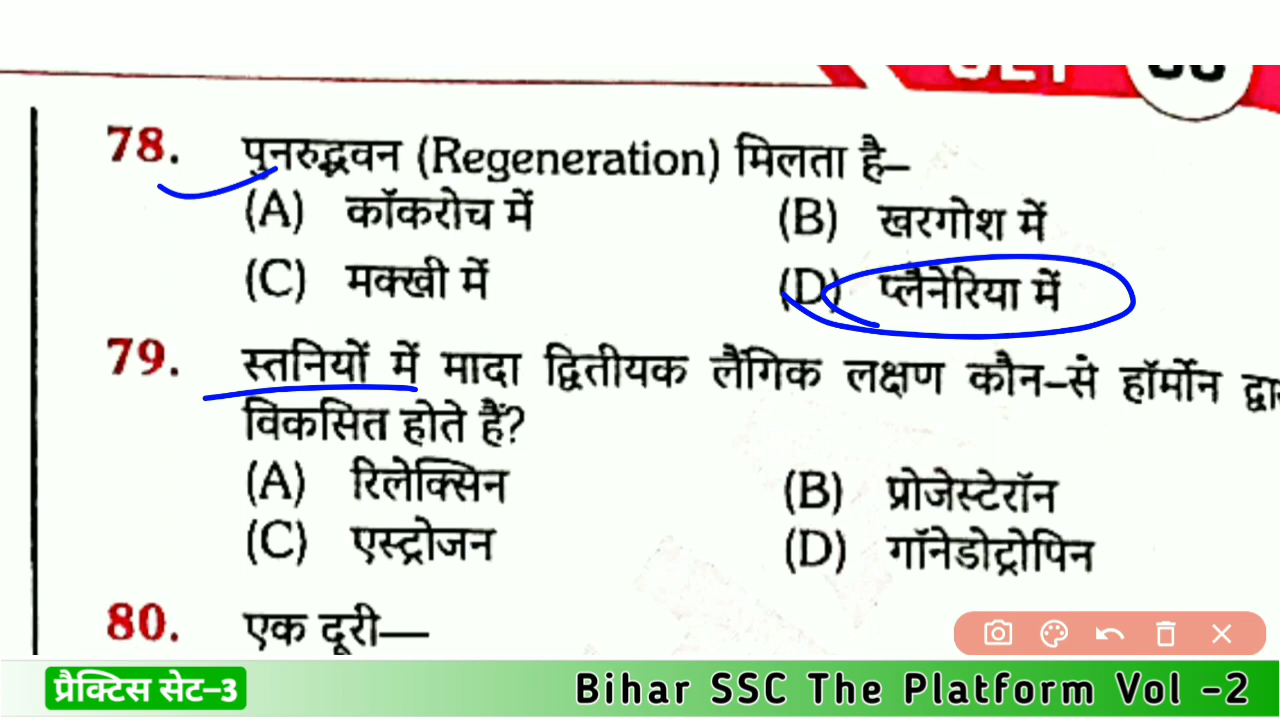 78. पुनरुद्भवन (Regeneration) मिलता है–
(A) कॉकरोच में (B) खरगोश में
(C) मक्खी में (D) प्लैनेरिया में
79. स्तनियों में मादा द्वितीयक लैंगिक लक्षण कौन–से हॉर्मोन
विकसित होते हैं?
(A) रिलेक्सिन (B) प्रोजेस्टेरॉन
(C) एस्ट्रोजन (D) गॉनेडोट्रोपिन
80. एक दूरी—
प्रैक्टिस सेट–3 Bihar SSC The Platform Vol -2